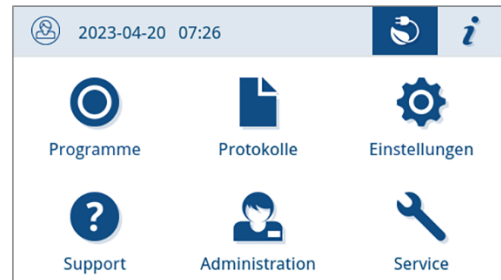 2023-04-20 07:26
Programme Protokolle Einstellungen
Support Administration Service